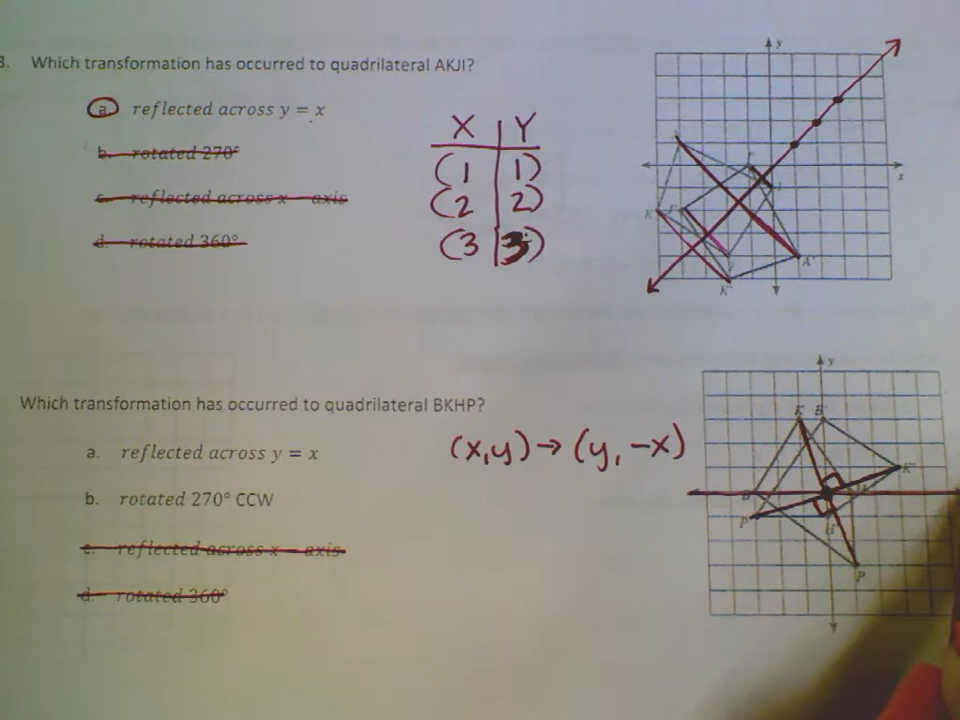 3. Which transformation has occurred to quadrilateral AKJI?
a. reflected across y = x
b. rotated 270°
c. reflected across x - axis
d. rotated 360°
X Y
(1 1)
(2 2)
(3 3)
y
x
K
A'
K'
Which transformation has occurred to quadrilateral BKHP?
a. reflected across y = x
b. rotated 270° CCW
c. reflected across x - axis
d. rotated 360°
(x,y) → (y, -x)
y
K B'
K'
B
P'
H
P